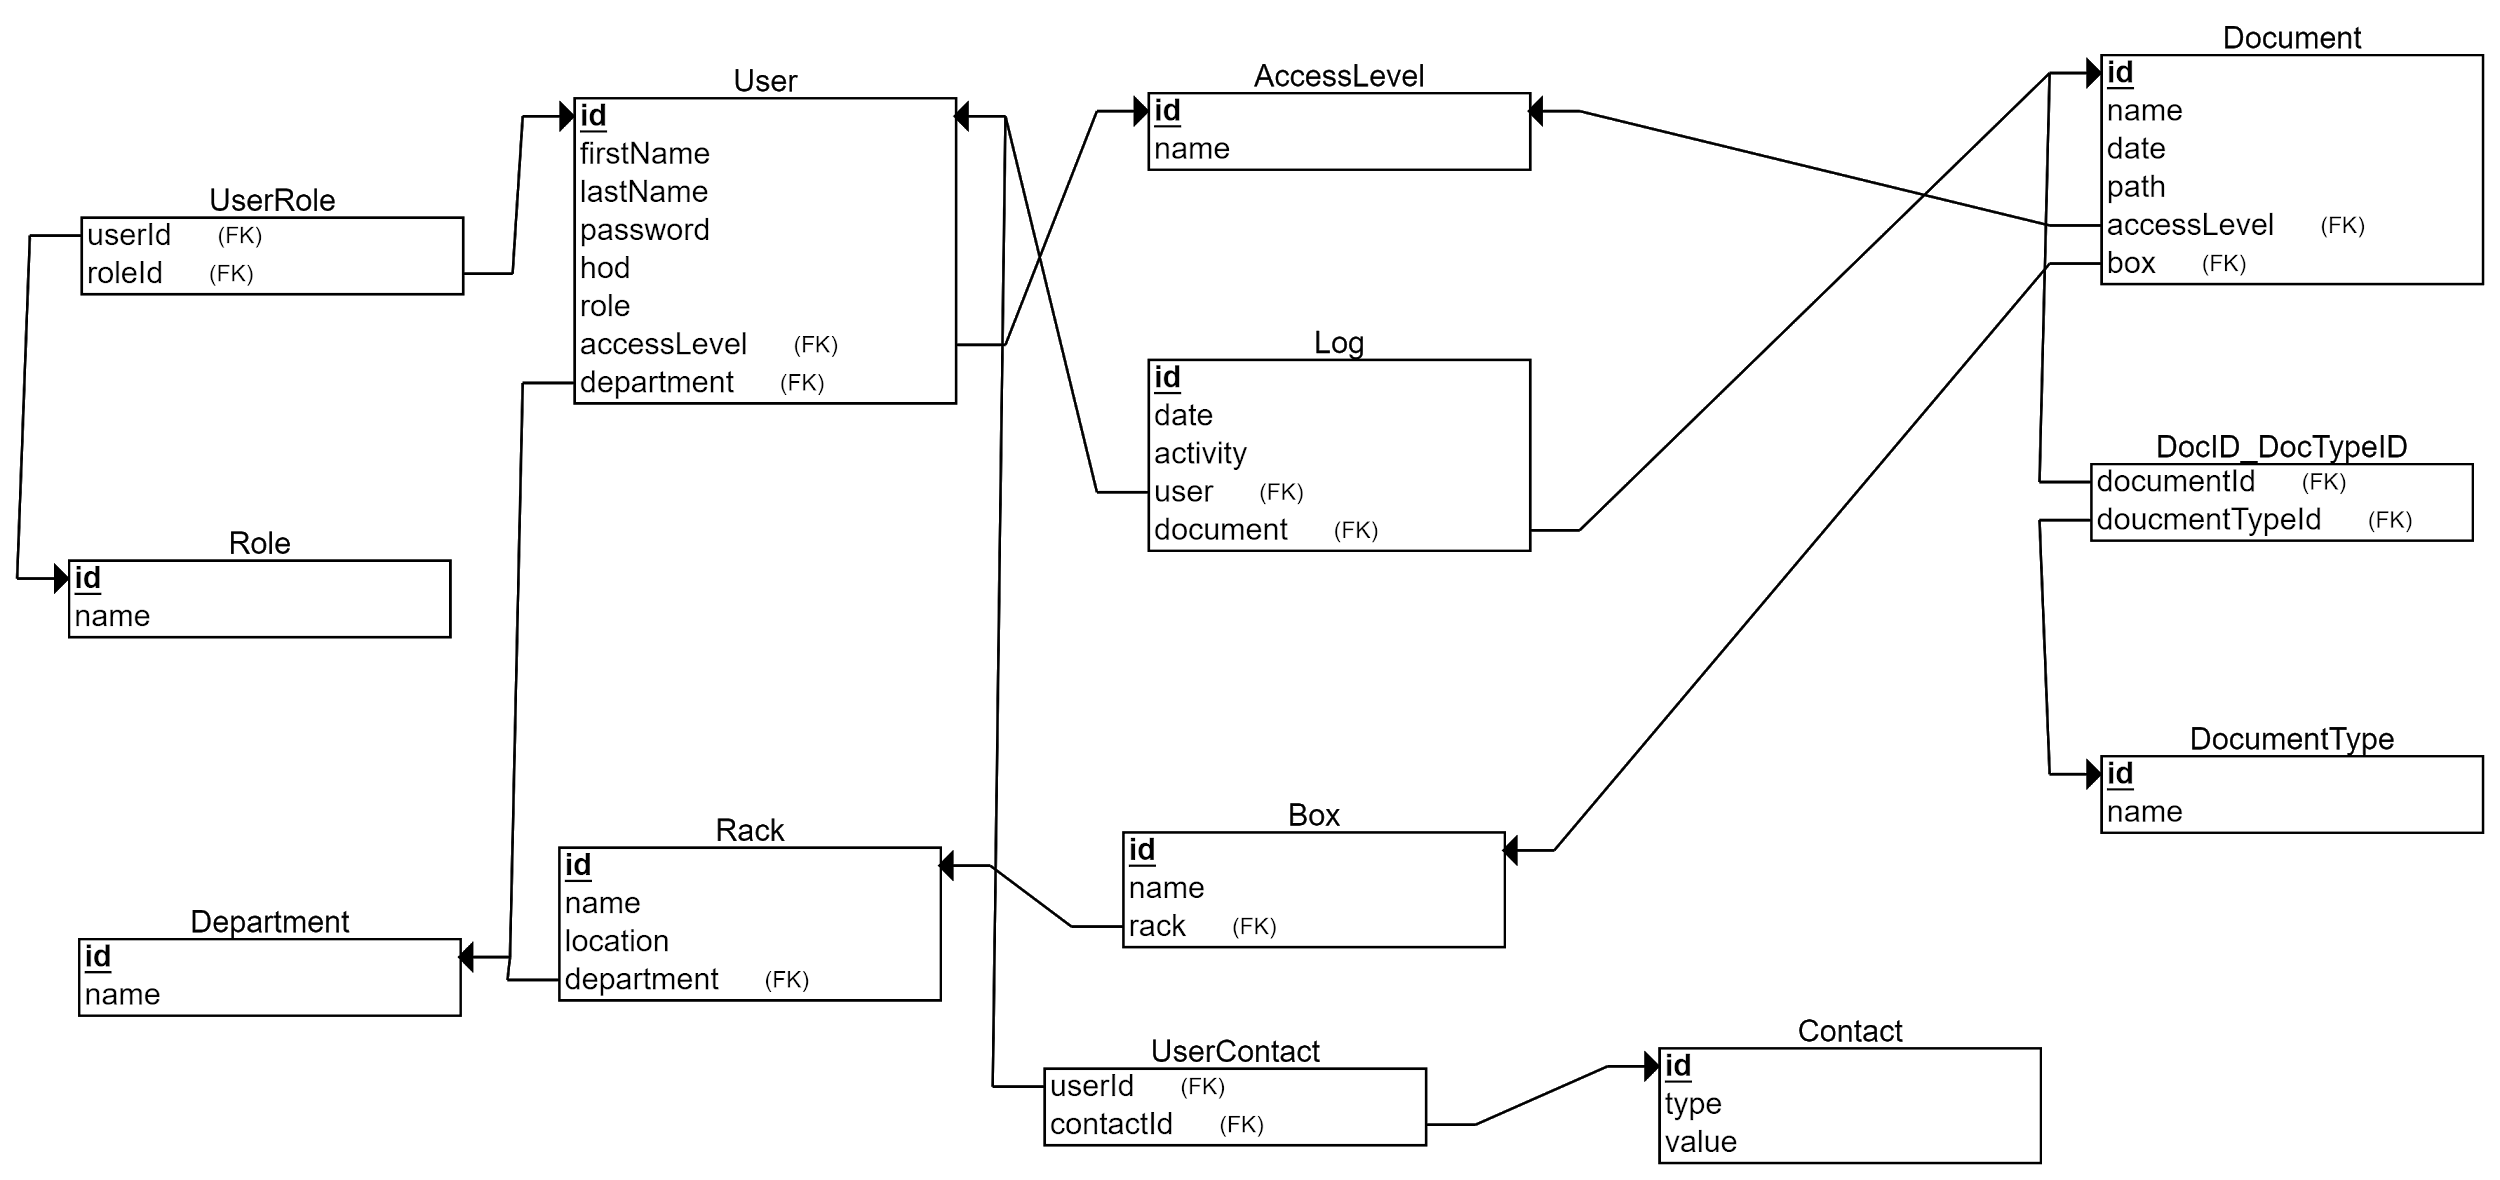 User
id
firstName
lastName
password
hod
role
accessLevel (FK)
department (FK)
AccessLevel
id
name
Document
id
name
date
path
accessLevel (FK)
box (FK)
UserRole
userId (FK)
roleId (FK)
Log
id
date
activity
user (FK)
document (FK)
DocID_DocTypeID
documentId (FK)
doucmentTypeId (FK)
Role
id
name
DocumentType
id
name
Rack
id
name
location
department (FK)
Box
id
name
rack (FK)
Department
id
name
UserContact
userId (FK)
contactId (FK)
Contact
id
type
value